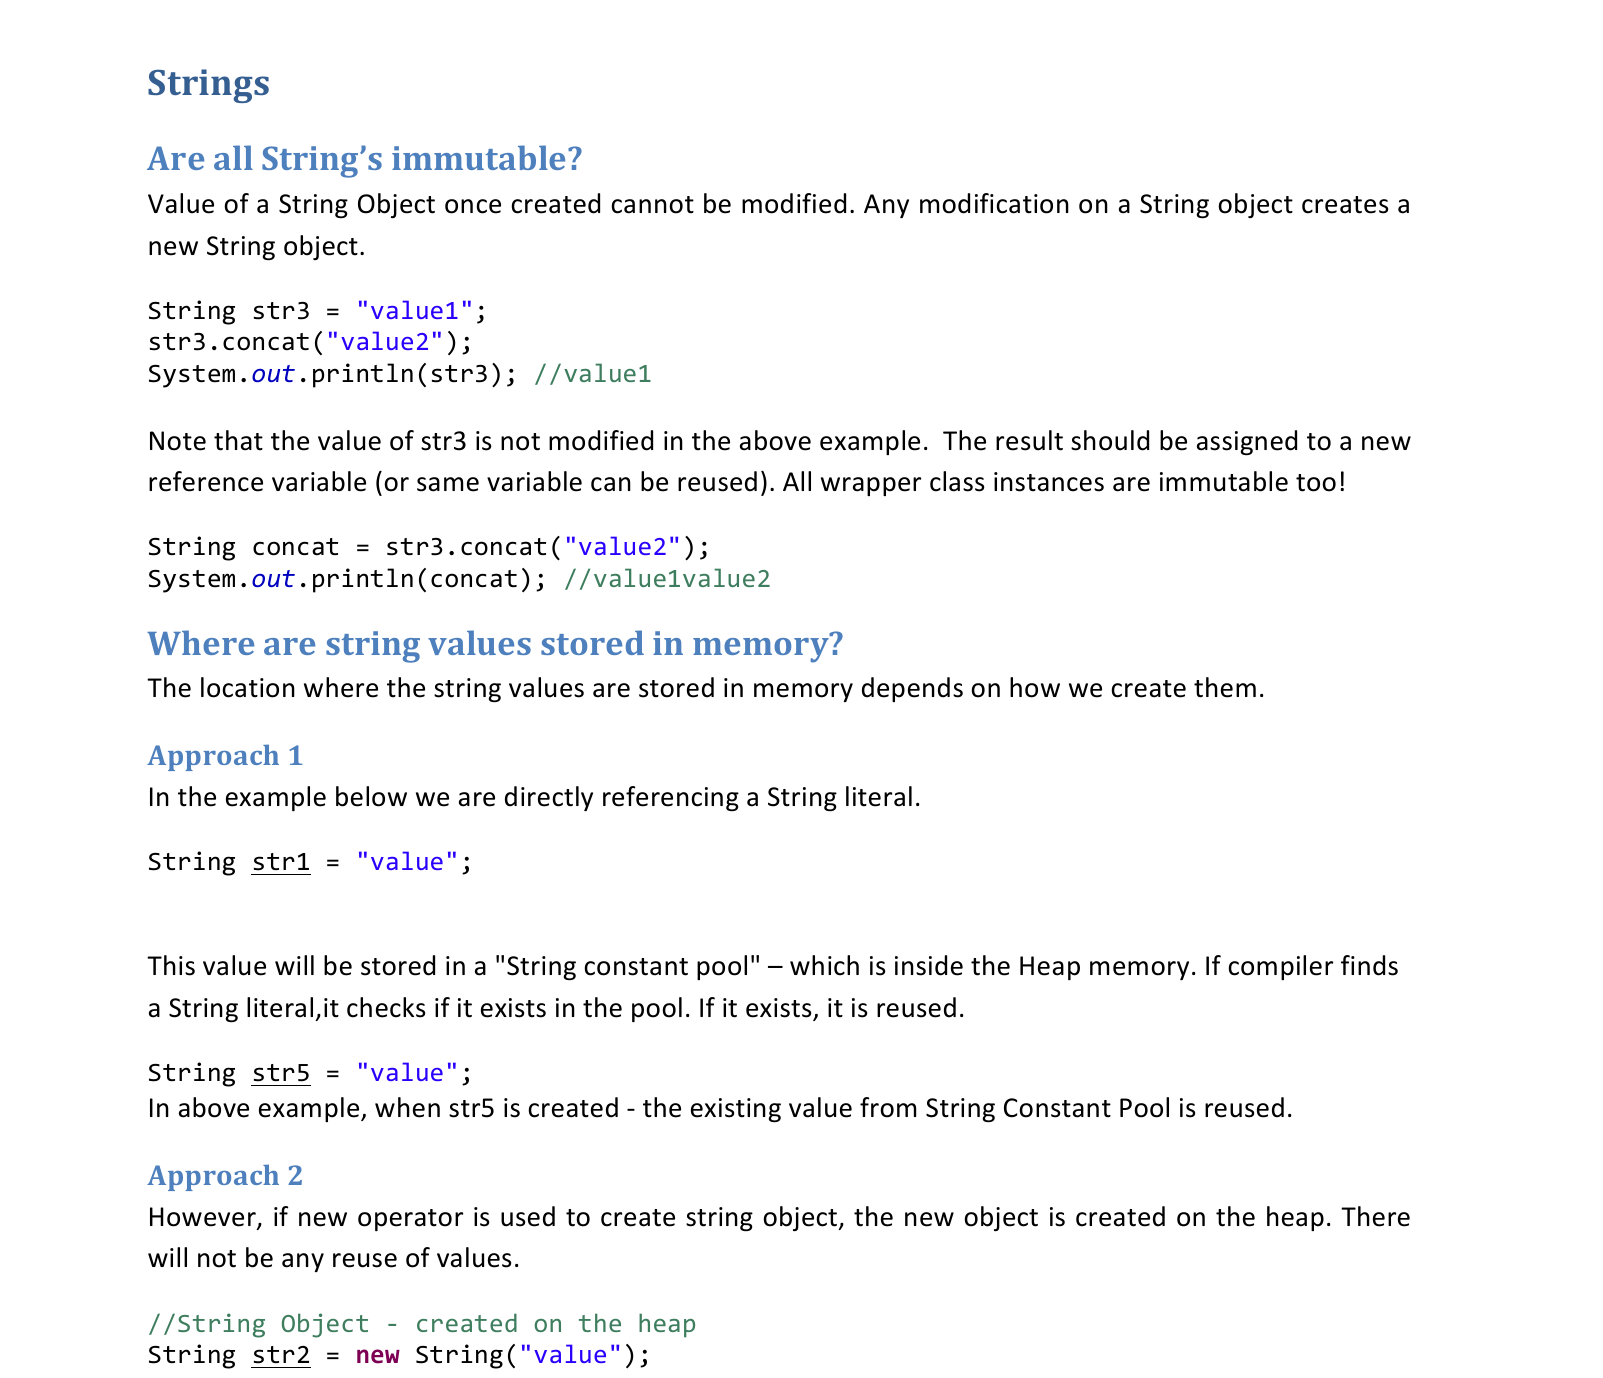 Strings
Are all String’s immutable?
Value of a String Object once created cannot be modified. Any modification on a String object creates a
new String object.
String str3 = "value1";
str3.concat("value2");
System.out.println(str3); //value1
Note that the value of str3 is not modified in the above example.  The result should be assigned to a new
reference variable (or same variable can be reused). All wrapper class instances are immutable too!
String concat = str3.concat("value2");
System.out.println(concat); //value1value2
Where are string values stored in memory?
The location where the string values are stored in memory depends on how we create them.
Approach 1
In the example below we are directly referencing a String literal.
String str1 = "value";
This value will be stored in a "String constant pool" – which is inside the Heap memory. If compiler finds
a String literal,it checks if it exists in the pool. If it exists, it is reused.
String str5 = "value";
In above example, when str5 is created - the existing value from String Constant Pool is reused.
Approach 2
However, if new operator is used to create string object, the new object is created on the heap. There
will not be any reuse of values.
//String Object - created on the heap
String str2 = new String("value");